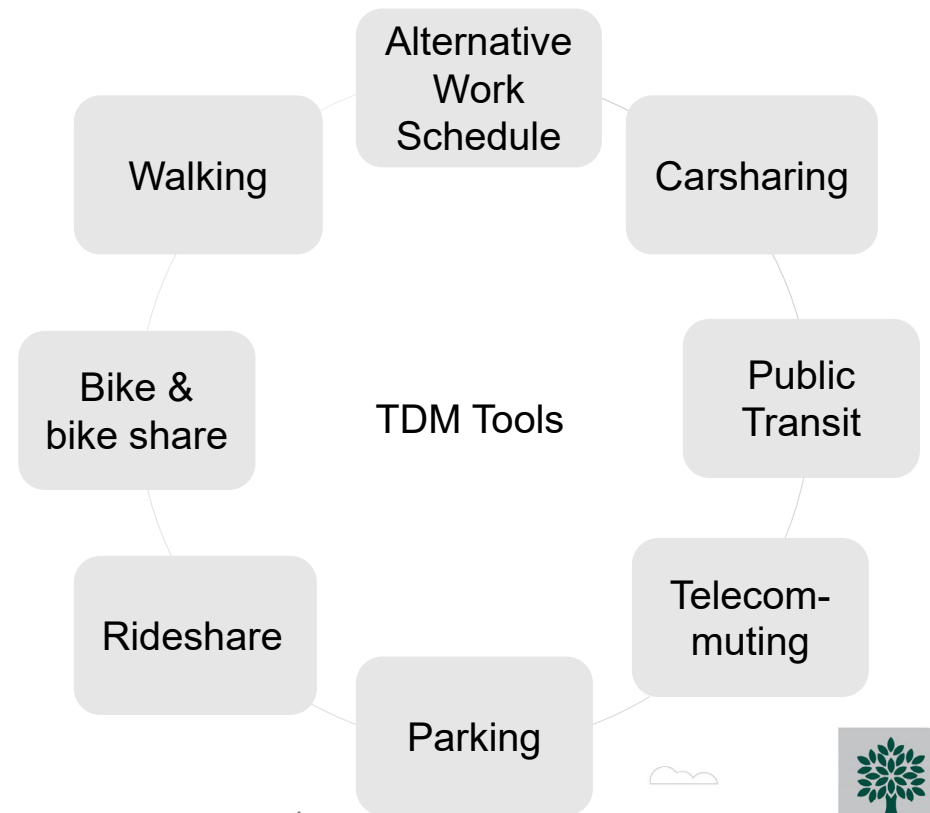 Alternative
Work
Schedule
Walking
Carsharing
Bike &
bike share
TDM Tools
Public
Transit
Telecom-
muting
Rideshare
Parking